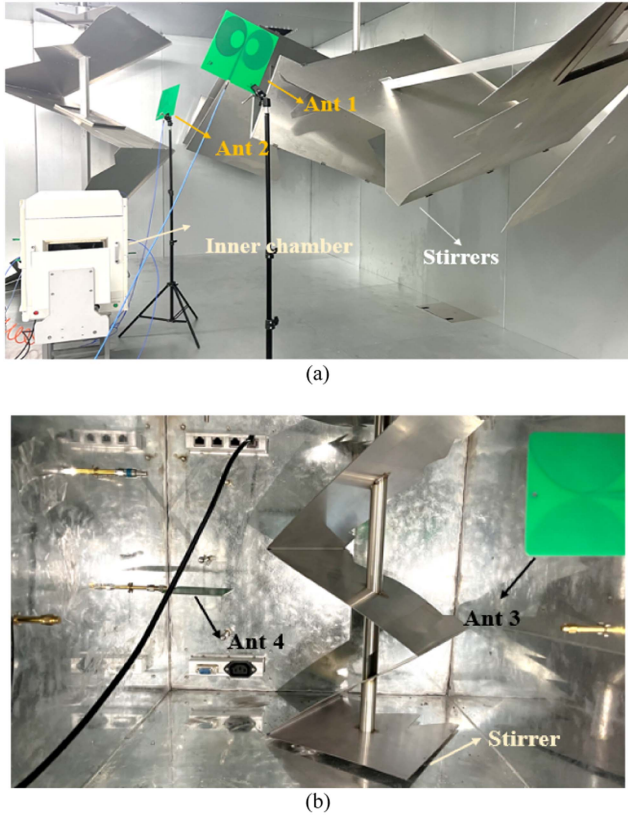 Ant 1
Ant 2
Inner chamber
Stirrers
(a)
Ant 3
Ant 4
Stirrer
(b)